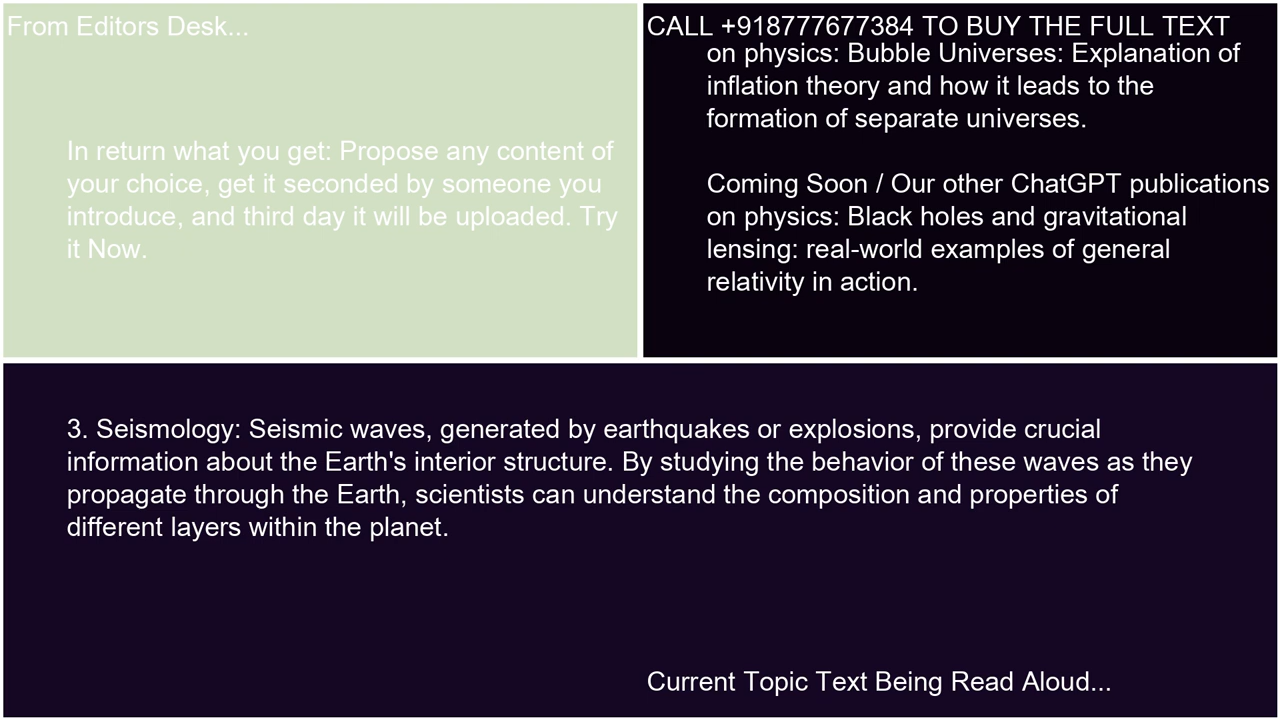 From Editors Desk...
In return what you get: Propose any content of
your choice, get it seconded by someone you
introduce, and third day it will be uploaded. Try
it Now.
CALL +918777677384 TO BUY THE FULL TEXT
on physics: Bubble Universes: Explanation of
inflation theory and how it leads to the
formation of separate universes.
Coming Soon / Our other ChatGPT publications
on physics: Black holes and gravitational
lensing: real-world examples of general
relativity in action.
3. Seismology: Seismic waves, generated by earthquakes or explosions, provide crucial
information about the Earth's interior structure. By studying the behavior of these waves as they
propagate through the Earth, scientists can understand the composition and properties of
different layers within the planet.
Current Topic Text Being Read Aloud...